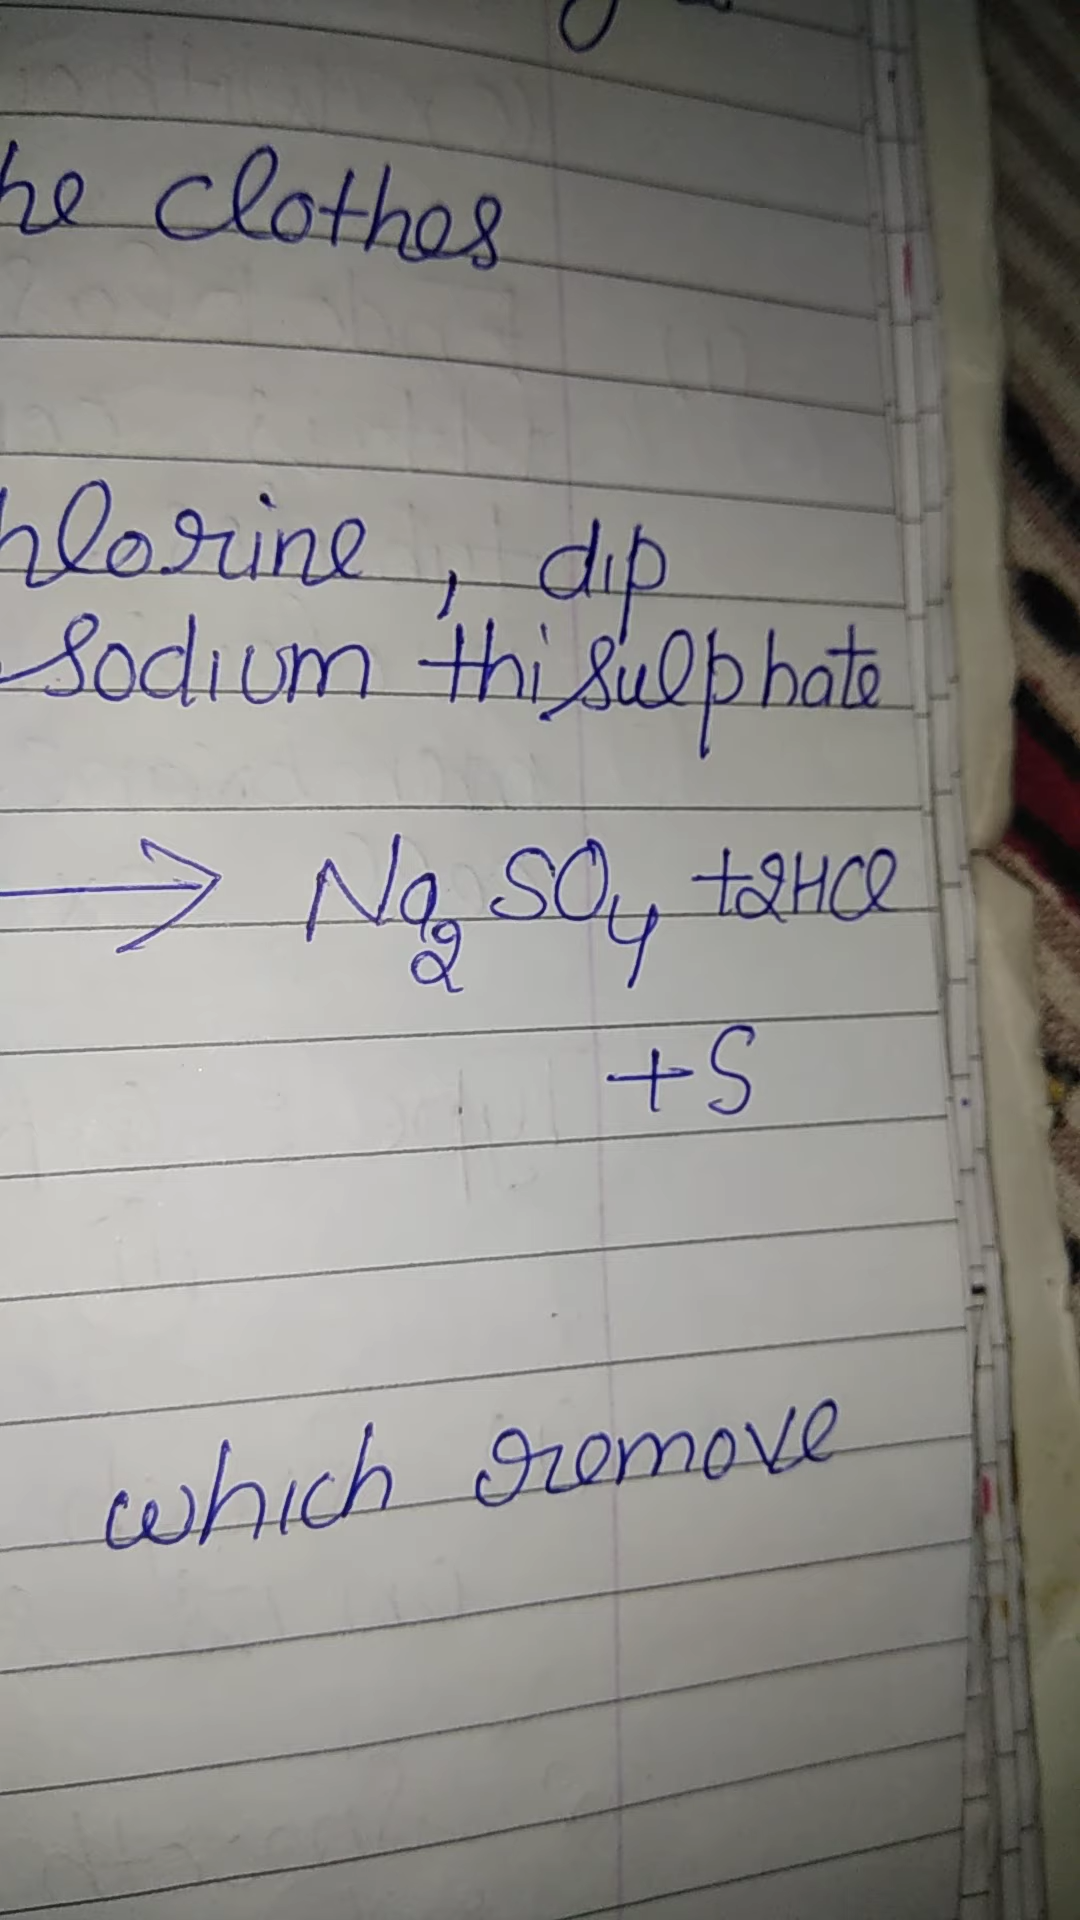 he clothes
hlorine, dip
sodium thisulphate
→ Na₂SO₄ +2HCl
+S
which remove